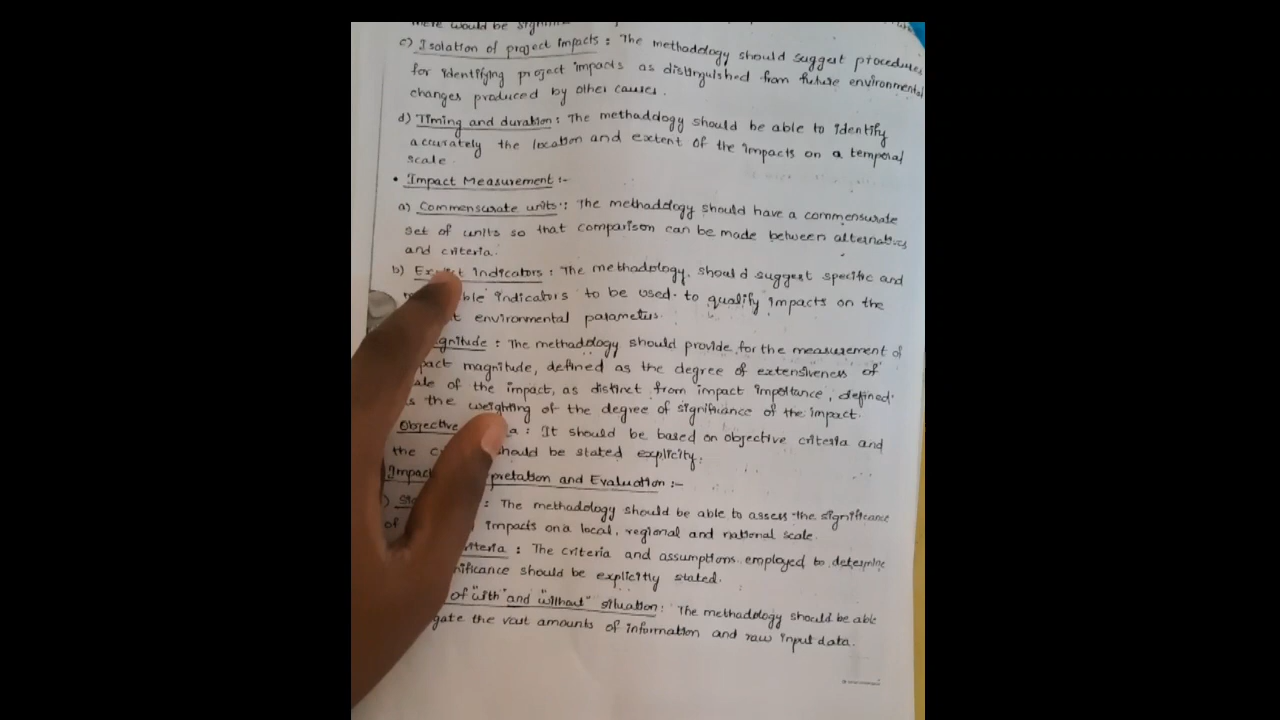 there would be
c) Isolation of project impacts : The methodology should suggest procedures
for identifying project impacts as distinguished from future environmental
changes produced by other causes.
d) Timing and duration : The methodology should be able to identify
accurately the location and extent of the impacts on a temporal
scale.
• Impact Measurement :-
a) Commensurate units : The methodology should have a commensurate
set of units so that comparison can be made between alternatives
and criteria.
b) indicators : The methodology should suggest specific and
indicators to be used to qualify impacts on the
environmental parameters.
: The methodology should provide for the measurement of
magnitude, defined as the degree of extensiveness of
of the impact, as distinct from impact importance, defined
the weighting of the degree of significance of the impact.
Objective : It should be based on objective criteria and
the should be stated explicity.
and Evaluation :-
: The methodology should be able to assess the significance
of impacts on a local, regional and national scale.
: The criteria and assumptions employed to determine
should be explicitly stated.
of "with" and "without" situation : The methodology should be able
the vast amounts of information and raw input data.